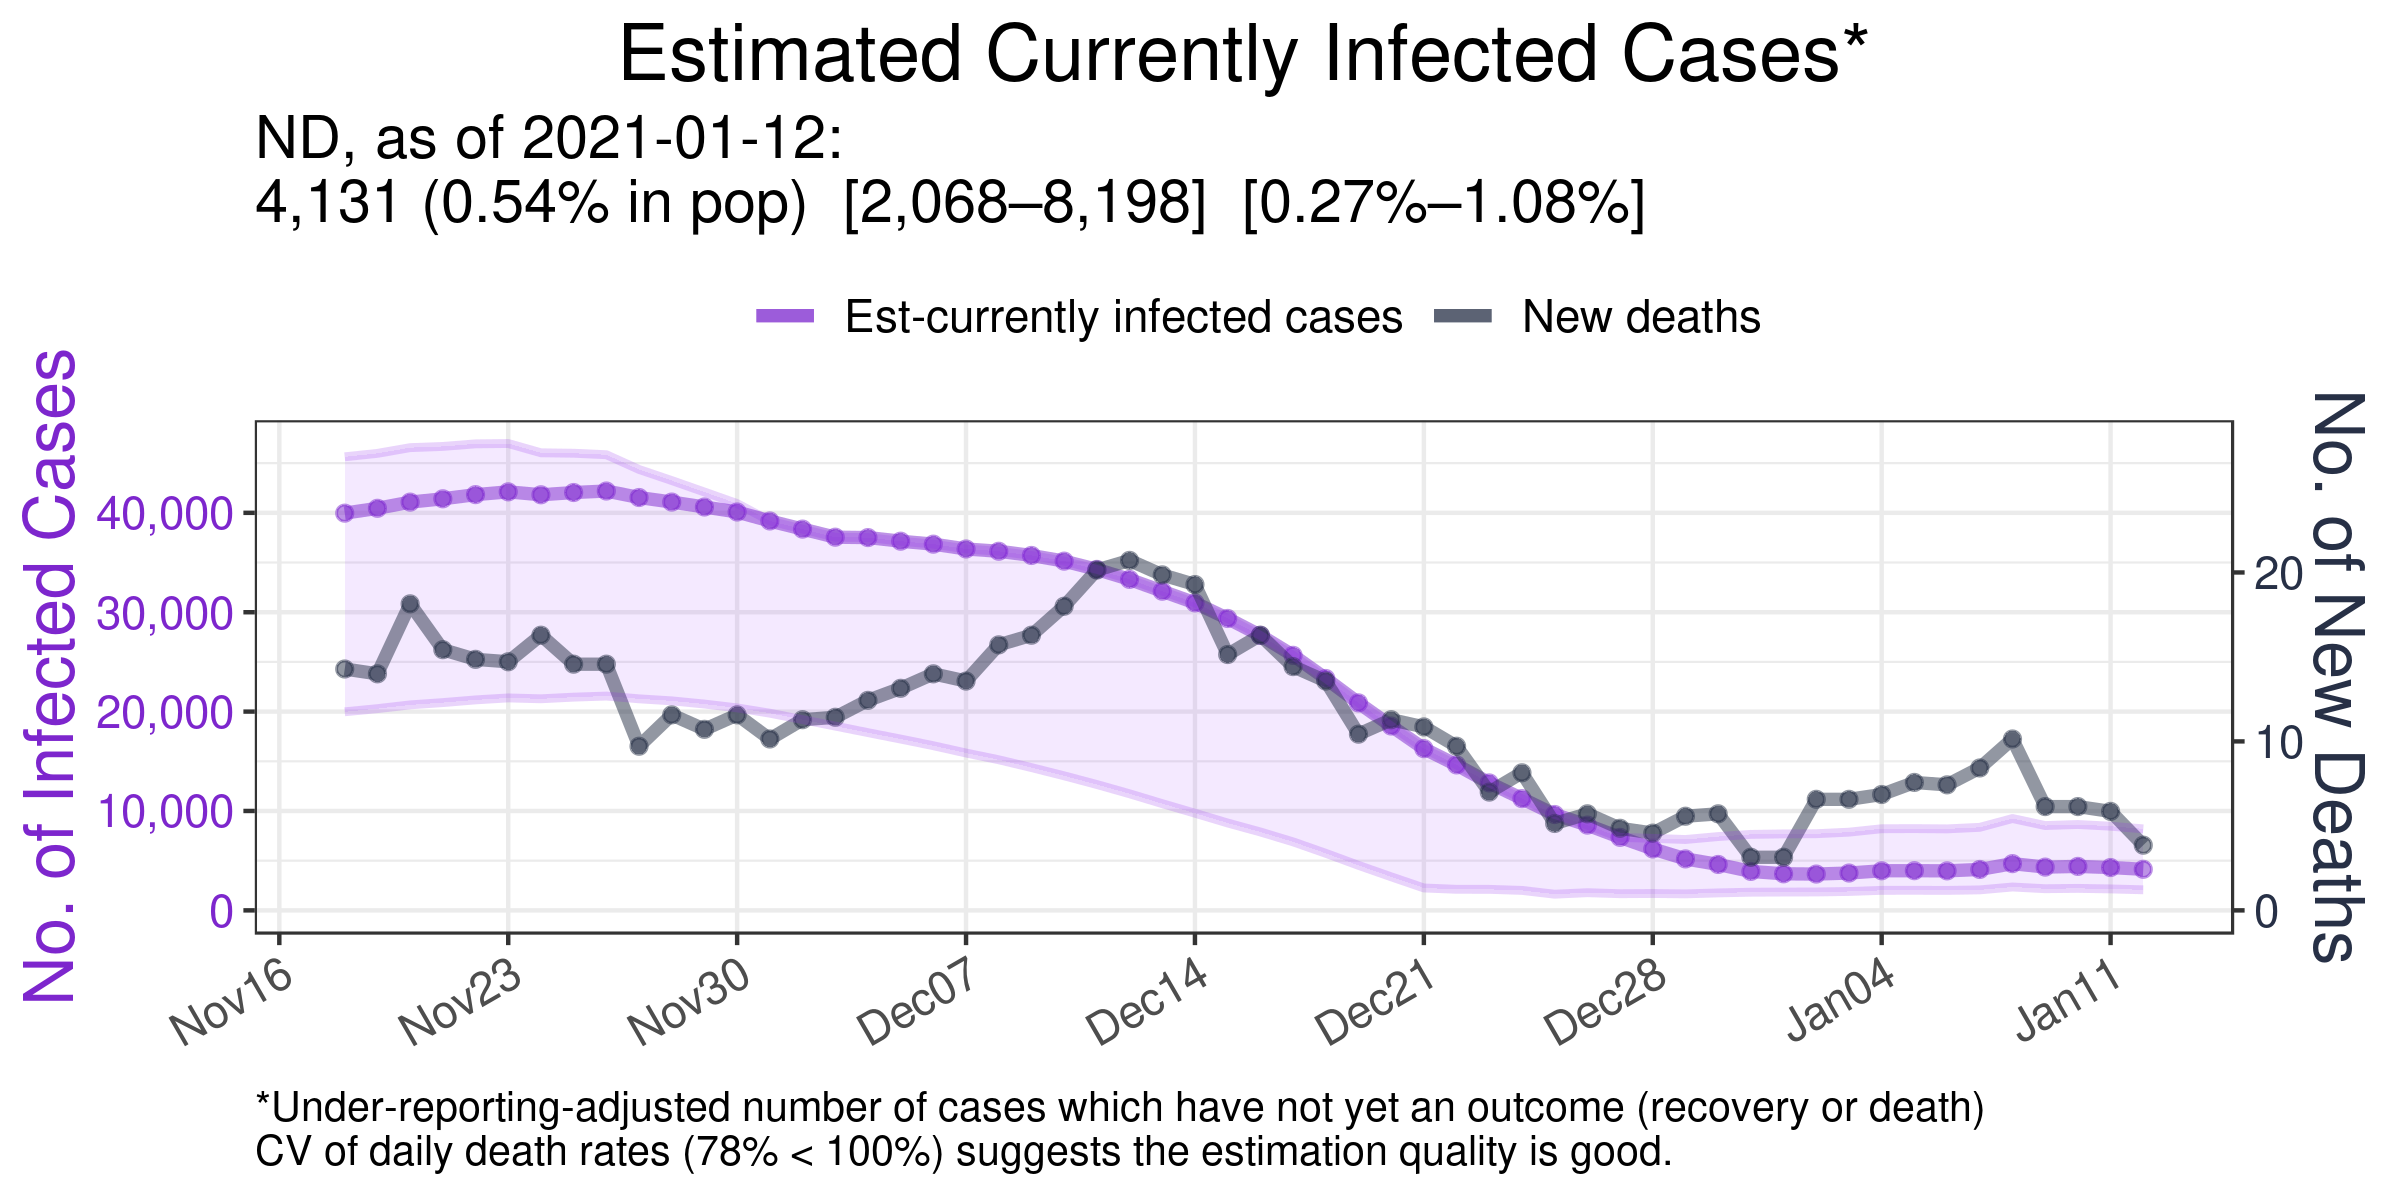 Estimated Currently Infected Cases*
ND, as of 2021-01-12:
4,131 (0.54% in pop) [2,068–8,198] [0.27%–1.08%]
Est-currently infected cases
New deaths
No. of Infected Cases
40,000
30,000
20,000
10,000
0
No. of New Deaths
20
10
0
Nov16
Nov23
Nov30
Dec07
Dec14
Dec21
Dec28
Jan04
Jan11
*Under-reporting-adjusted number of cases which have not yet an outcome (recovery or death)
CV of daily death rates (78% < 100%) suggests the estimation quality is good.